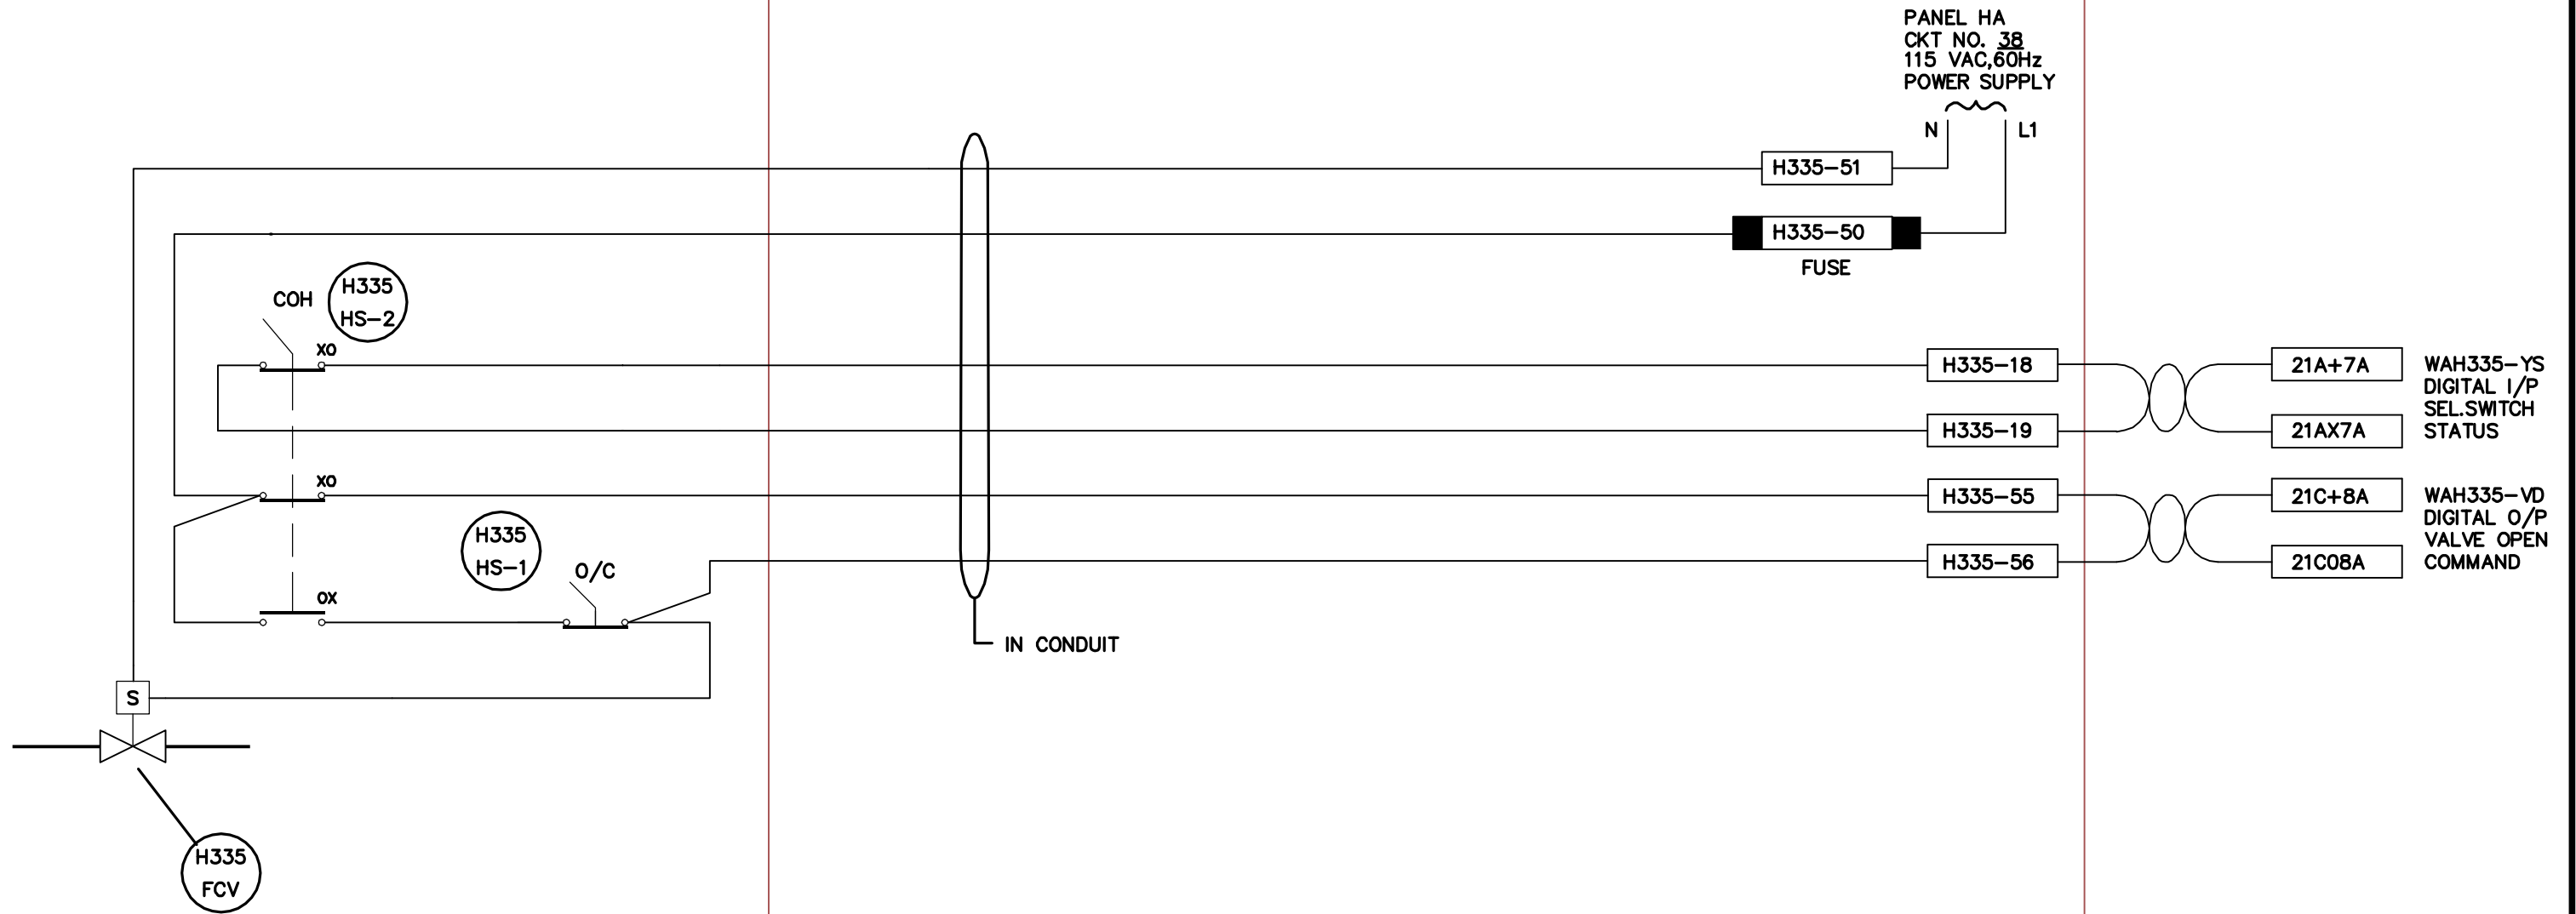 PANEL HA
CKT NO. 38
115 VAC,60Hz
POWER SUPPLY
N
L1
H335-51
H335-50
FUSE
COH
H335
HS-2
XO
H335-18
21A+7A
WAH335-YS
DIGITAL I/P
SEL.SWITCH
STATUS
H335-19
21AX7A
XO
H335-55
21C+8A
WAH335-VD
DIGITAL O/P
VALVE OPEN
COMMAND
H335
HS-1
O/C
H335-56
21C08A
OX
IN CONDUIT
S
H335
FCV